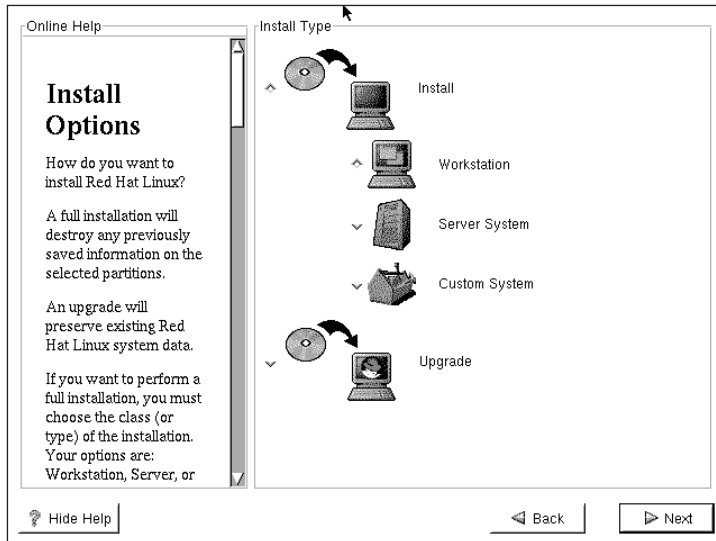 Online Help
Install
Options
How do you want to
install Red Hat Linux?
A full installation will
destroy any previously
saved information on the
selected partitions.
An upgrade will
preserve existing Red
Hat Linux system data.
If you want to perform a
full installation, you must
choose the class (or
type) of the installation.
Your options are:
Workstation, Server, or
Install Type
Install
Workstation
Server System
Custom System
Upgrade
Hide Help
Back
Next